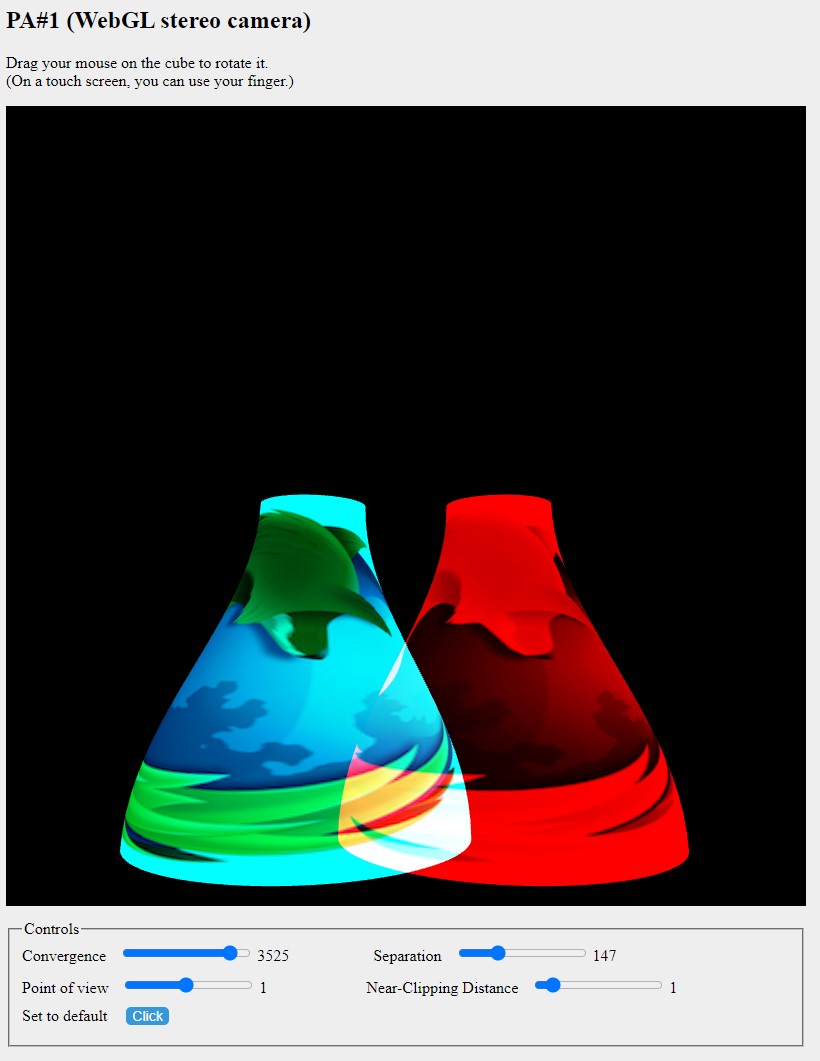 PA#1 (WebGL stereo camera)
Drag your mouse on the cube to rotate it.
(On a touch screen, you can use your finger.)
Controls
Convergence 3525 Separation 147
Point of view 1 Near-Clipping Distance 1
Set to default Click